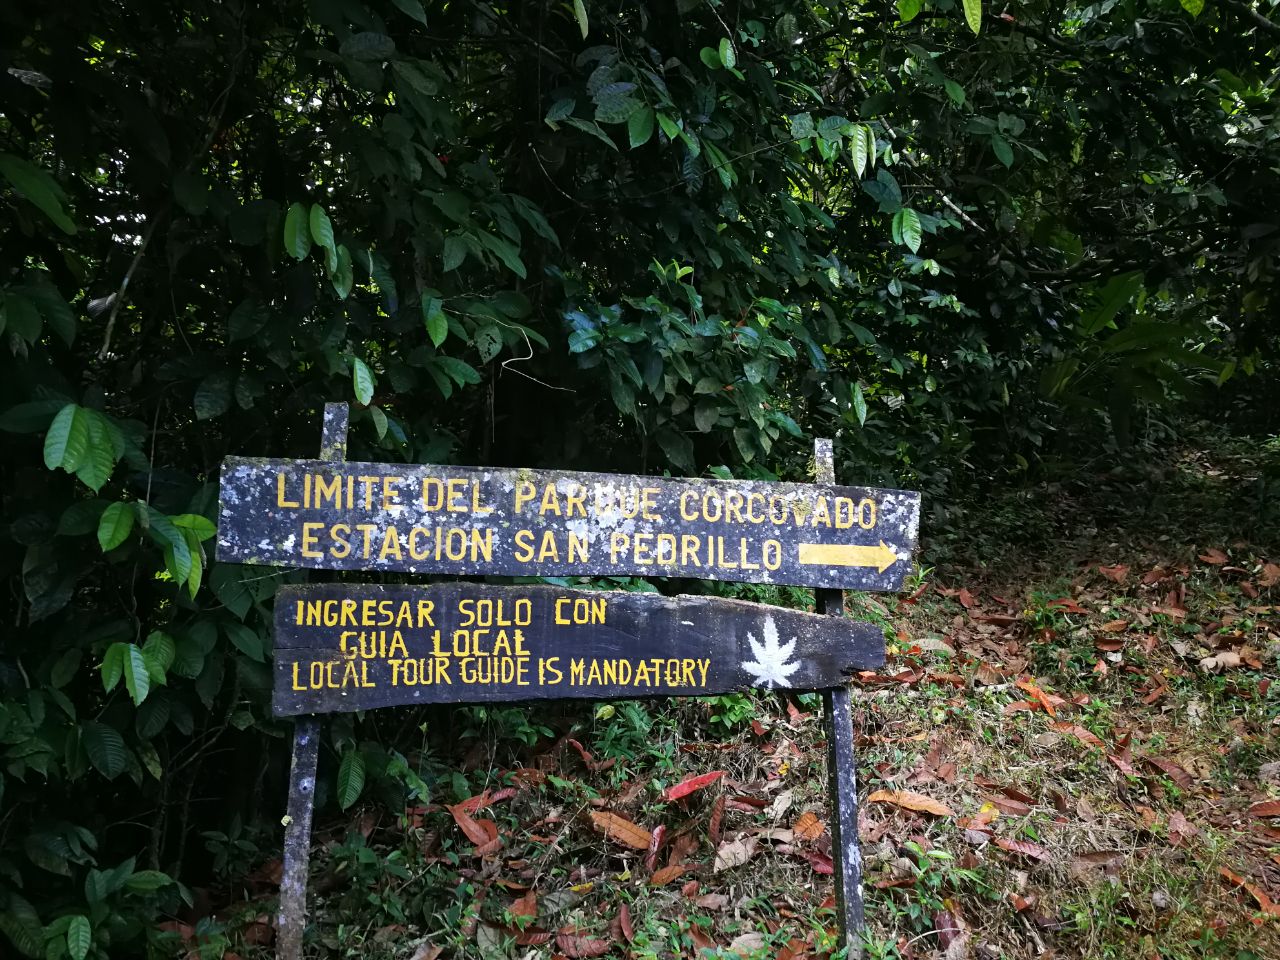 LIMITE DEL PARQUE CORCOVADO
ESTACION SAN PEDRILLO
INGRESAR SOLO CON
GUIA LOCAL
LOCAL TOUR GUIDE IS MANDATORY